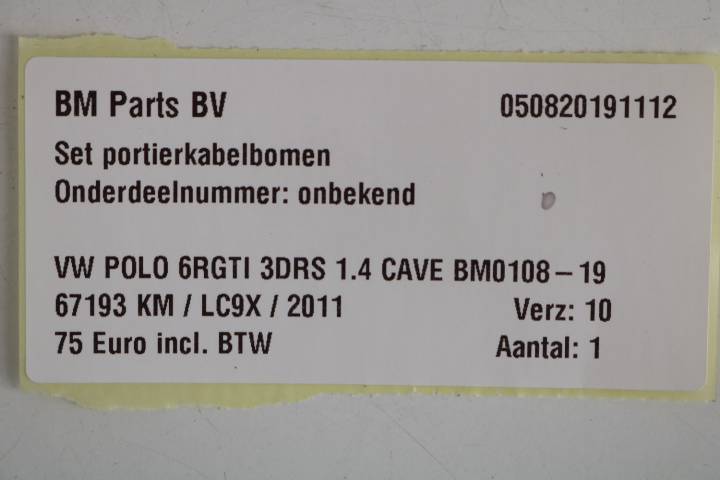 BM Parts BV 050820191112
Set portierkabelbomen
Onderdeelnummer: onbekend
VW POLO 6RGTI 3DRS 1.4 CAVE BM0108-19
67193 KM / LC9X / 2011 Verz: 10
75 Euro incl. BTW Aantal: 1